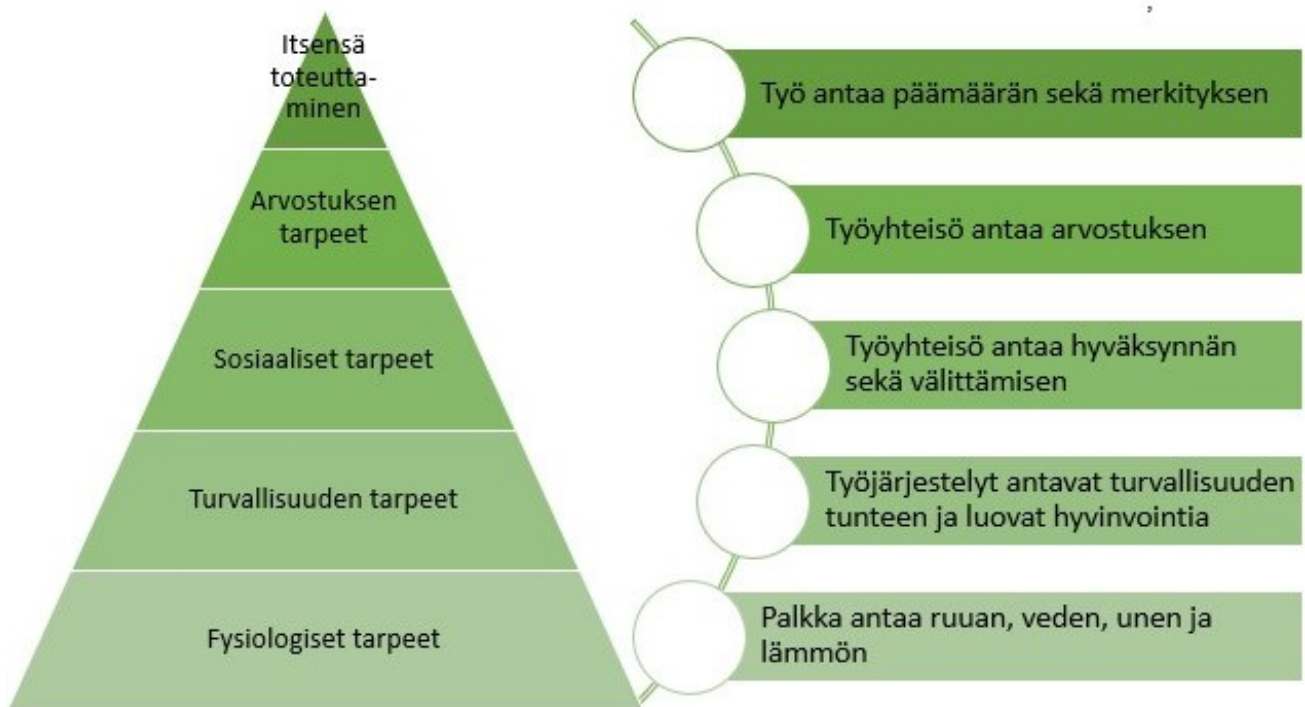 Itsensä
toteutta-
minen
Arvostuksen
tarpeet
Sosiaaliset tarpeet
Turvallisuuden tarpeet
Fysiologiset tarpeet
Työ antaa päämäärän sekä merkityksen
Työyhteisö antaa arvostuksen
Työyhteisö antaa hyväksynnän
sekä välittämisen
Työjärjestelyt antavat turvallisuuden
tunteen ja luovat hyvinvointia
Palkka antaa ruuan, veden, unen ja
lämmön